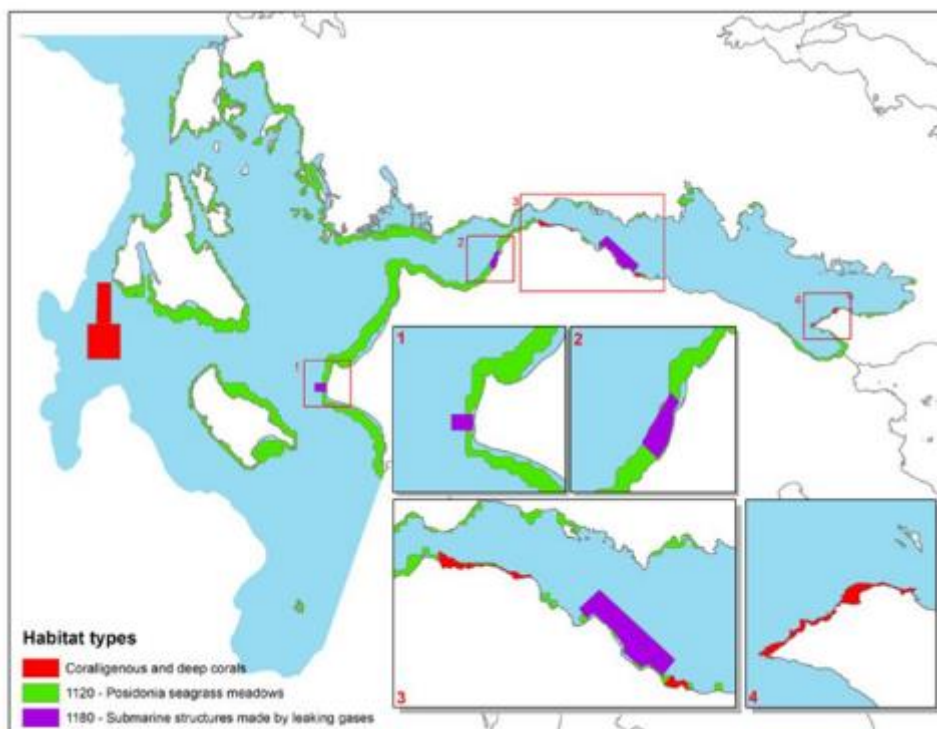 3
2
4
1
1
2
3
4
Habitat types
Coralligenous and deep corals
1120 - Posidonia seagrass meadows
1180 - Submarine structures made by leaking gases